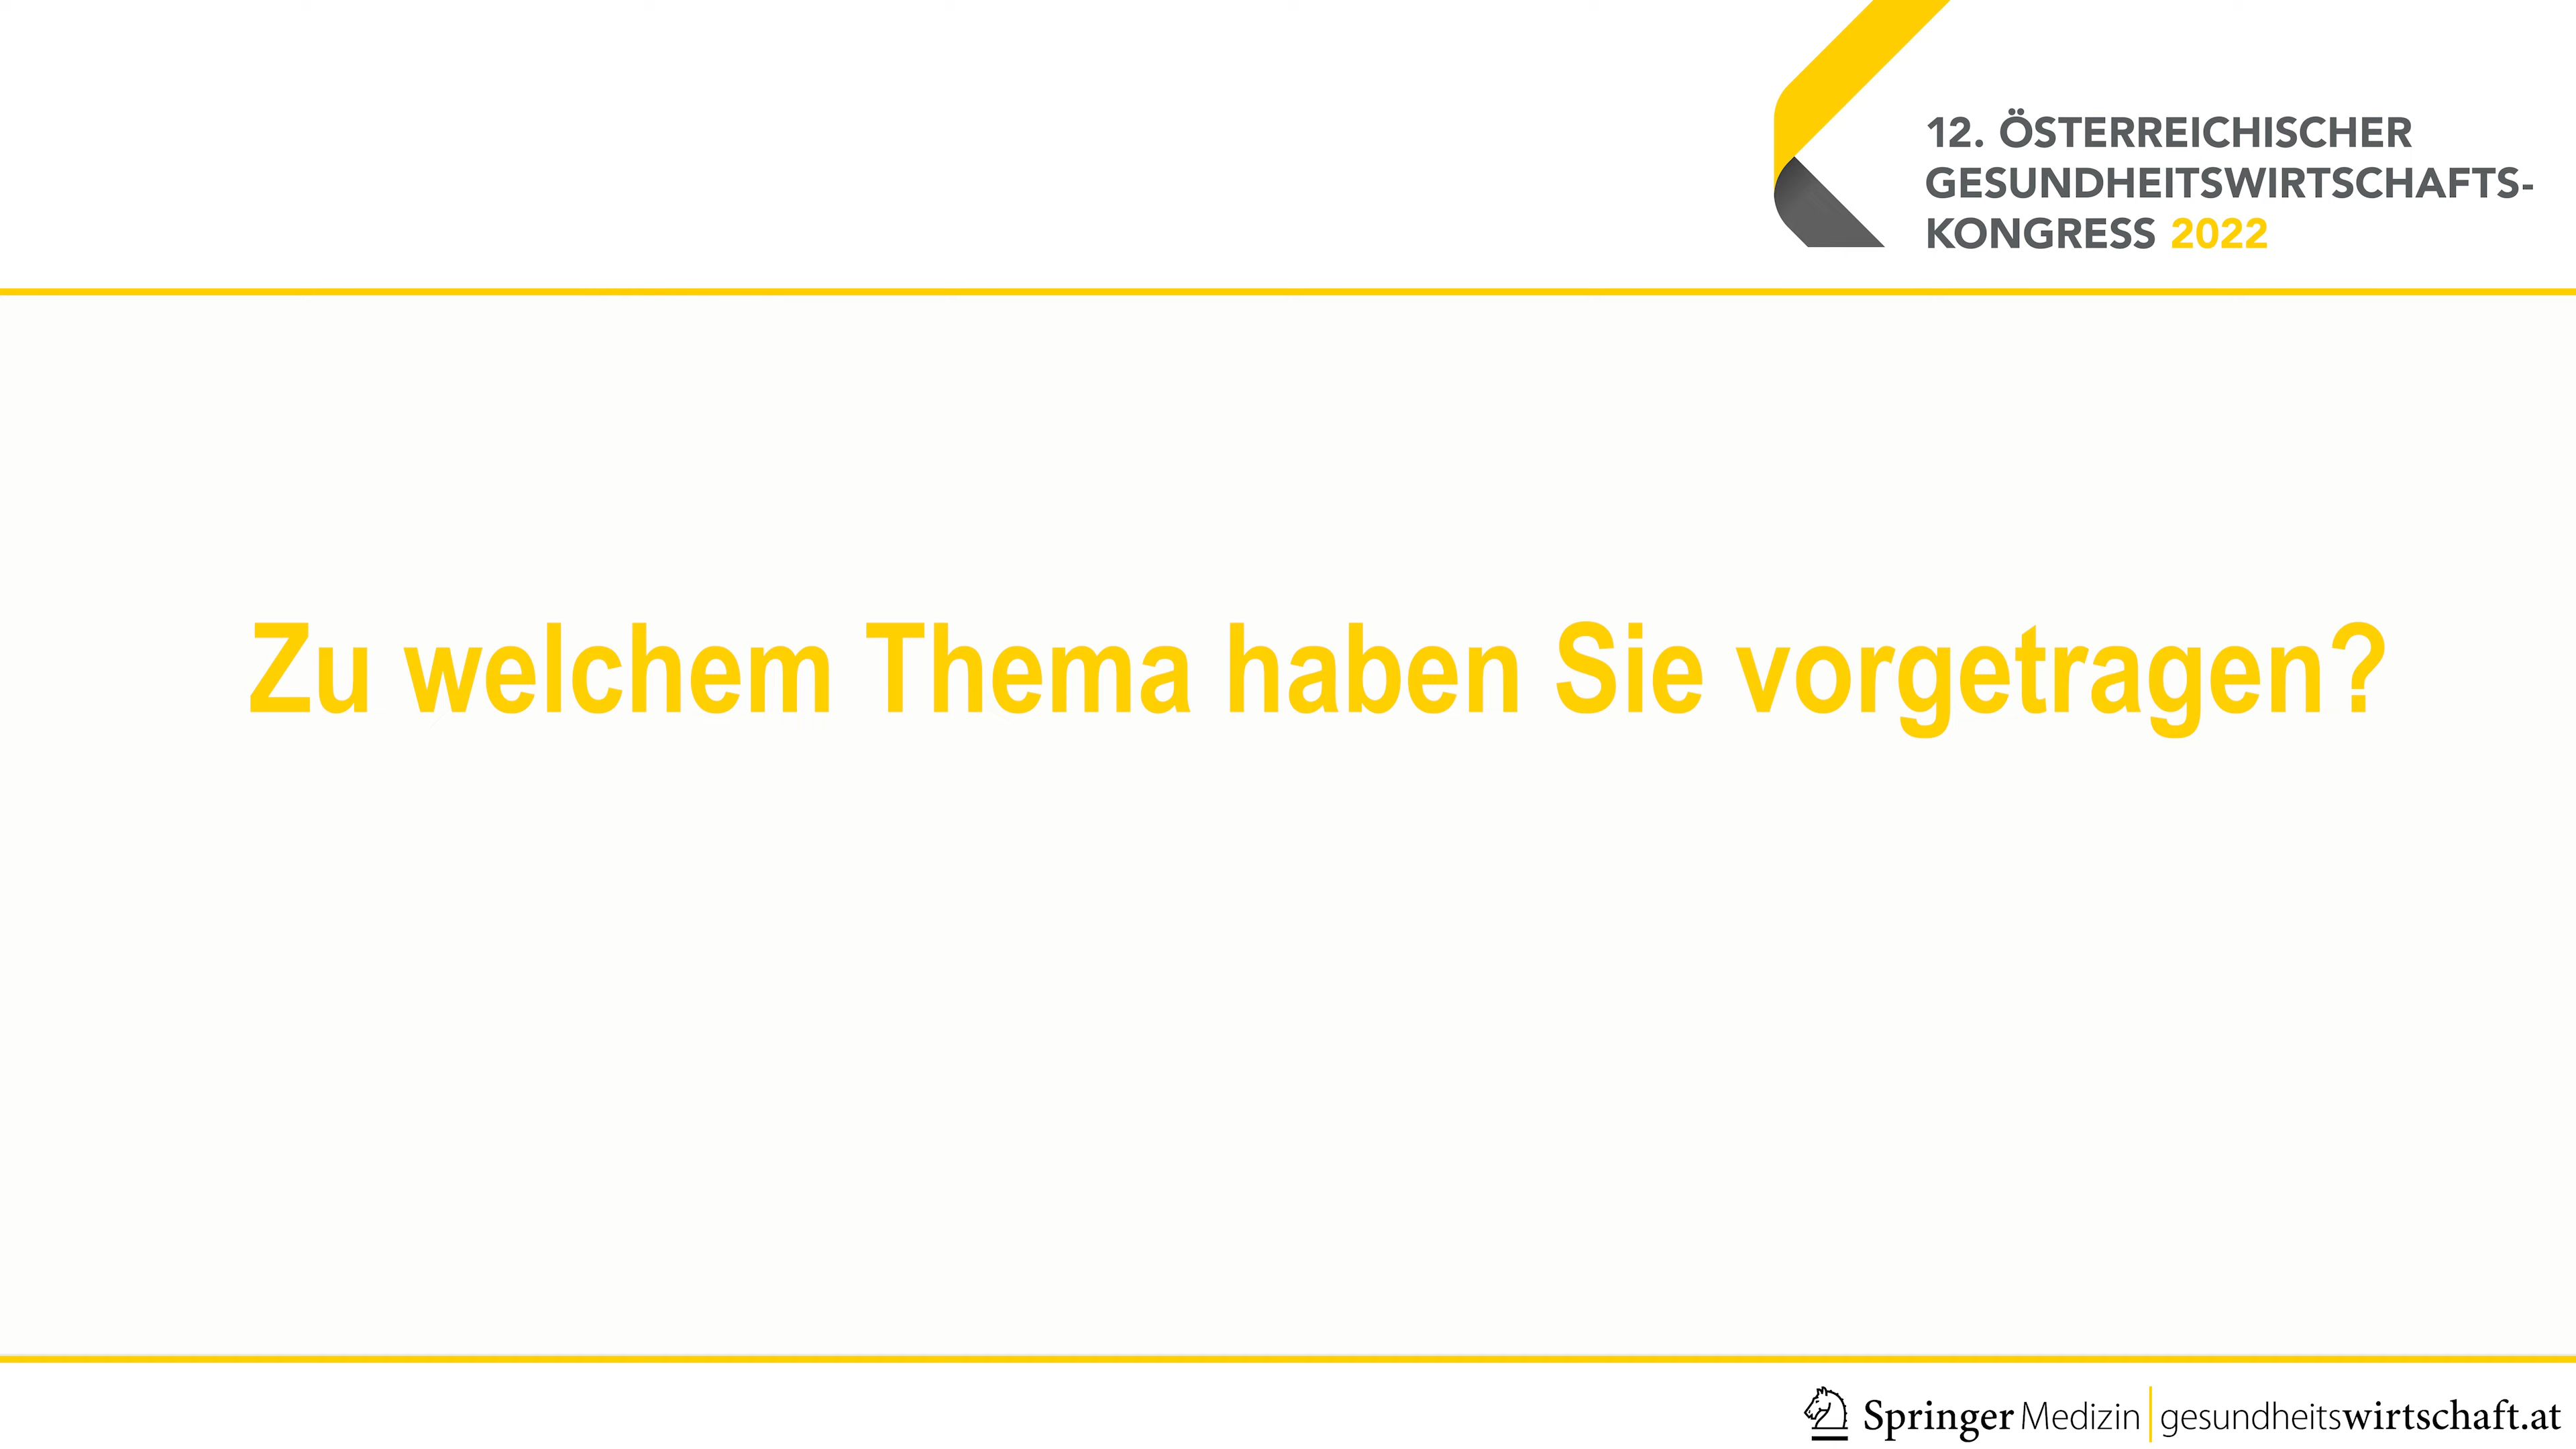 12. ÖSTERREICHISCHER
GESUNDHEITSWIRTSCHAFTS-
KONGRESS 2022
Zu welchem Thema haben Sie vorgetragen?
Springer Medizin | gesundheitswirtschaft.at